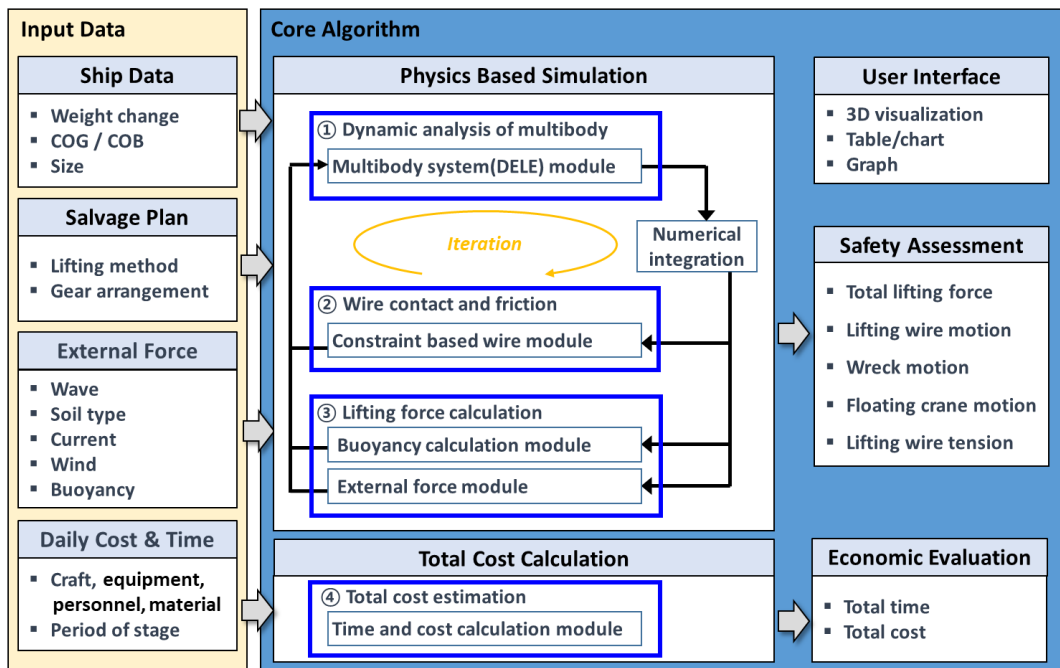 Input Data
Ship Data
▪ Weight change
▪ COG / COB
▪ Size
Salvage Plan
▪ Lifting method
▪ Gear arrangement
External Force
▪ Wave
▪ Soil type
▪ Current
▪ Wind
▪ Buoyancy
Daily Cost & Time
▪ Craft, equipment,
personnel, material
▪ Period of stage
Core Algorithm
Physics Based Simulation
① Dynamic analysis of multibody
Multibody system(DELE) module
Iteration
Numerical
integration
② Wire contact and friction
Constraint based wire module
③ Lifting force calculation
Buoyancy calculation module
External force module
Total Cost Calculation
④ Total cost estimation
Time and cost calculation module
User Interface
▪ 3D visualization
▪ Table/chart
▪ Graph
Safety Assessment
▪ Total lifting force
▪ Lifting wire motion
▪ Wreck motion
▪ Floating crane motion
▪ Lifting wire tension
Economic Evaluation
▪ Total time
▪ Total cost